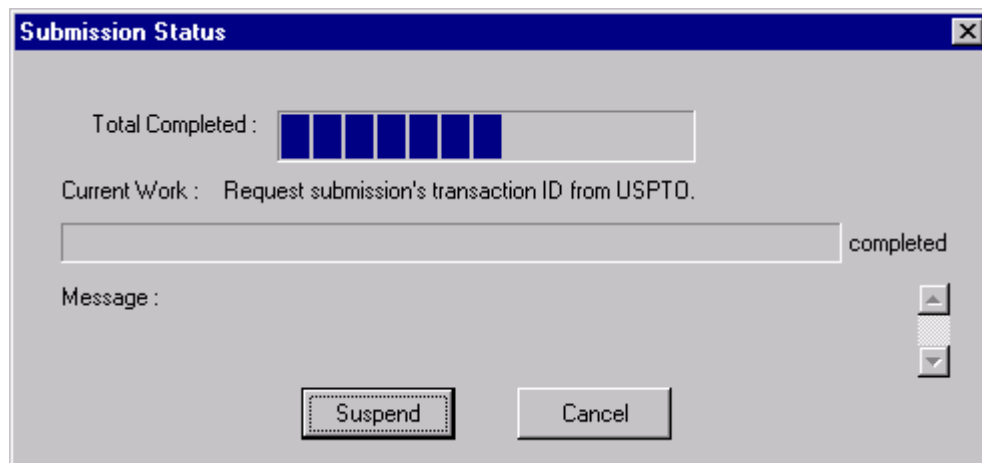 Submission Status
Total Completed :
Current Work : Request submission's transaction ID from USPTO.
completed
Message :
Suspend Cancel